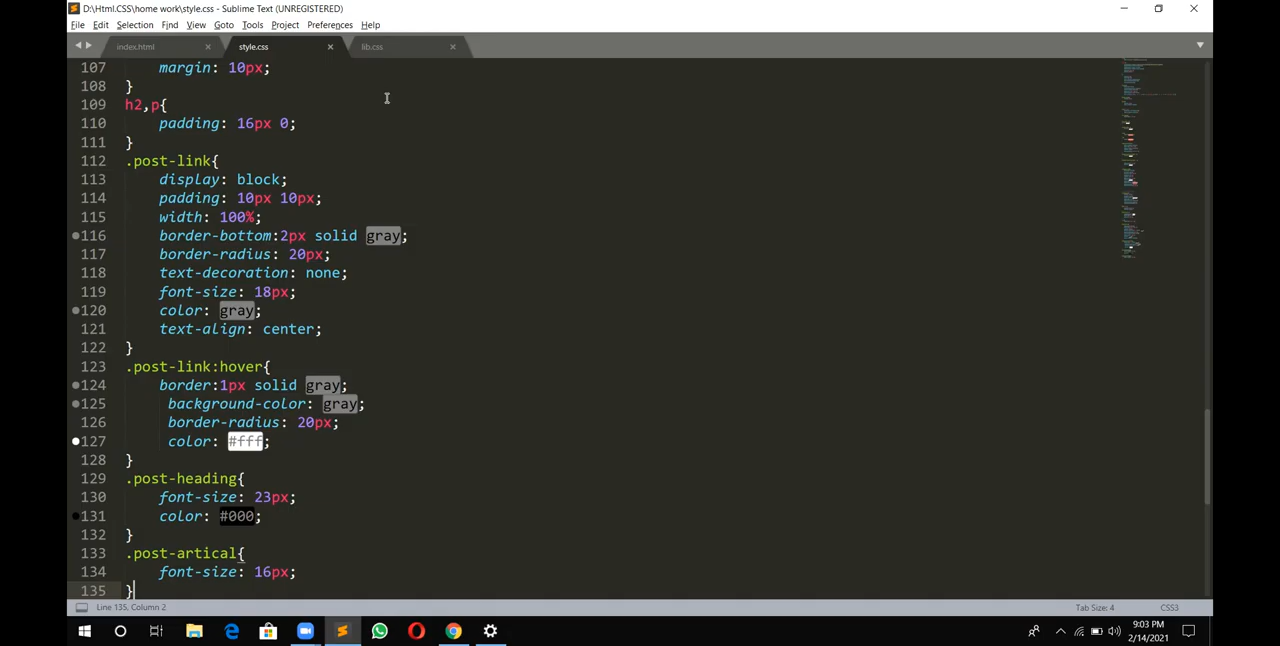 D:\Html.CSS\home work\style.css - Sublime Text (UNREGISTERED)
File Edit Selection Find View Goto Tools Project Preferences Help
index.html × style.css × lib.css ×
107 margin: 10px;
108 }
109 h2,p{
110 padding: 16px 0;
111 }
112 .post-link{
113 display: block;
114 padding: 10px 10px;
115 width: 100%;
116 border-bottom:2px solid gray;
117 border-radius: 20px;
118 text-decoration: none;
119 font-size: 18px;
120 color: gray;
121 text-align: center;
122 }
123 .post-link:hover{
124 border:1px solid gray;
125 background-color: gray;
126 border-radius: 20px;
127 color: #fff;
128 }
129 .post-heading{
130 font-size: 23px;
131 color: #000;
132 }
133 .post-artical{
134 font-size: 16px;
135 }
Line 135, Column 2 Tab Size: 4 CSS3
9:03 PM
2/14/2021